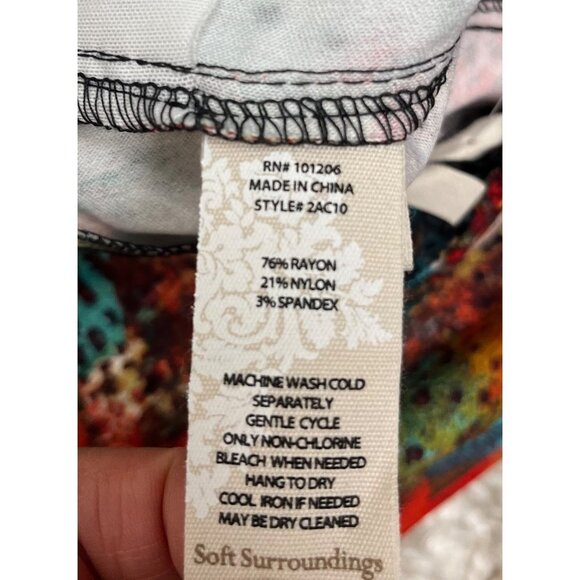 RN# 101206
MADE IN CHINA
STYLE# 2AC10
76% RAYON
21% NYLON
3% SPANDEX
MACHINE WASH COLD
SEPARATELY
GENTLE CYCLE
ONLY NON-CHLORINE
BLEACH WHEN NEEDED
HANG TO DRY
COOL IRON IF NEEDED
MAY BE DRY CLEANED
Soft Surroundings